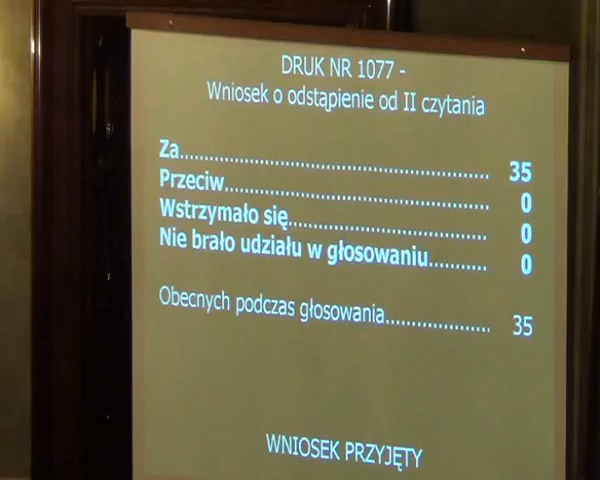 DRUK NR 1077 -
Wniosek o odstąpienie od II czytania
Za.................................................. 35
Przeciw........................................... 0
Wstrzymało się................................ 0
Nie brało udziału w głosowaniu.......... 0
Obecnych podczas głosowania.................... 35
WNIOSEK PRZYJĘTY